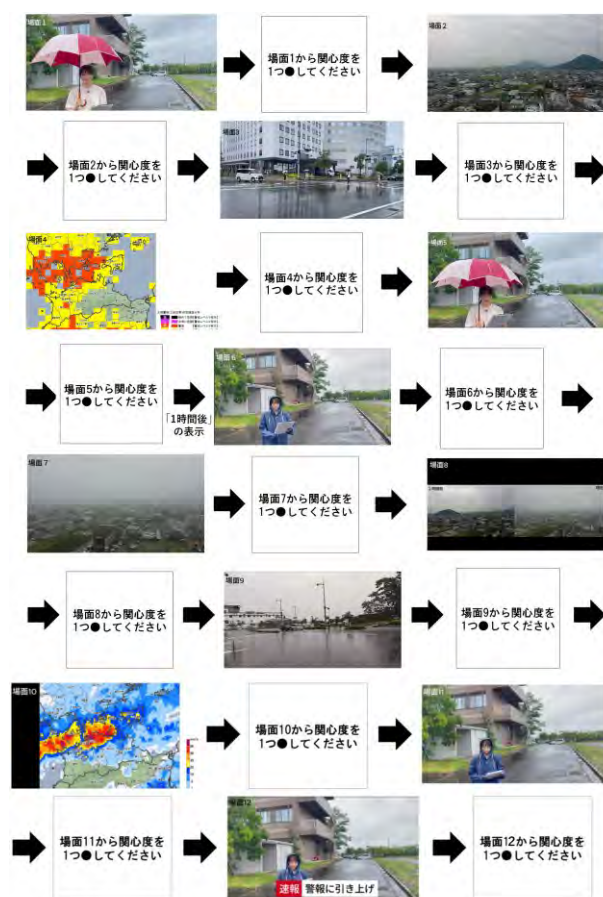 場面1
場面1から関心度を
1つ●してください
場面2
場面2から関心度を
1つ●してください
場面3
場面3から関心度を
1つ●してください
場面4
場面4から関心度を
1つ●してください
場面5
場面5から関心度を
1つ●してください
「1時間後」
の表示
場面6
場面6から関心度を
1つ●してください
場面7
場面7から関心度を
1つ●してください
場面8
場面8から関心度を
1つ●してください
場面9
場面9から関心度を
1つ●してください
場面10
場面10から関心度を
1つ●してください
場面11
場面11から関心度を
1つ●してください
場面12
速報 警報に引き上げ
場面12から関心度を
1つ●してください